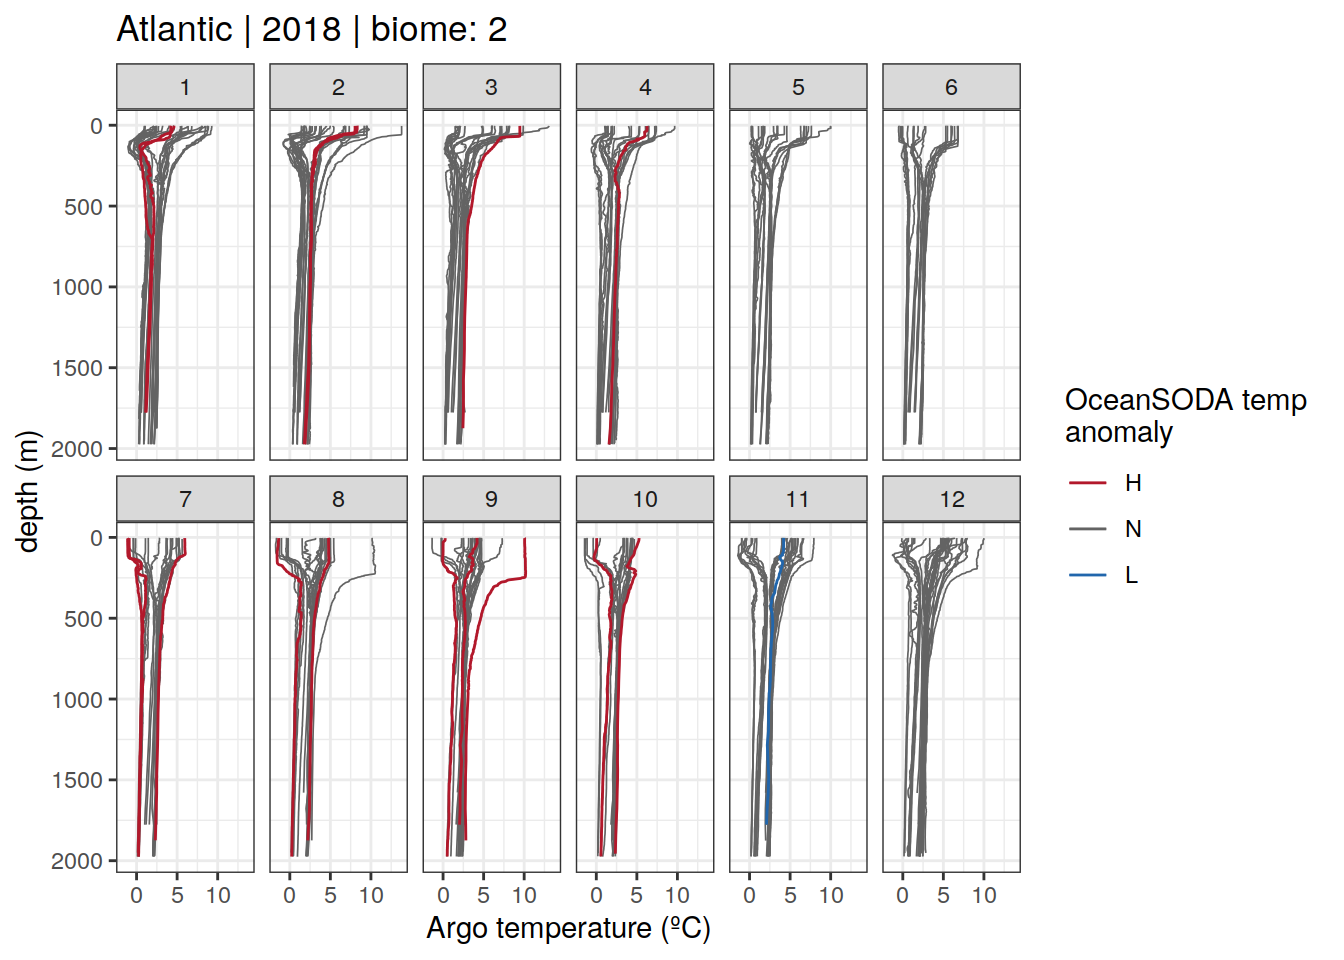 Atlantic | 2018 | biome: 2
1 2 3 4 5 6
0
500
1000
1500
2000
7 8 9 10 11 12
0
500
1000
1500
2000
0 5 10 0 5 10 0 5 10 0 5 10 0 5 10 0 5 10
Argo temperature (ºC)
depth (m)
OceanSODA temp
anomaly
H
N
L